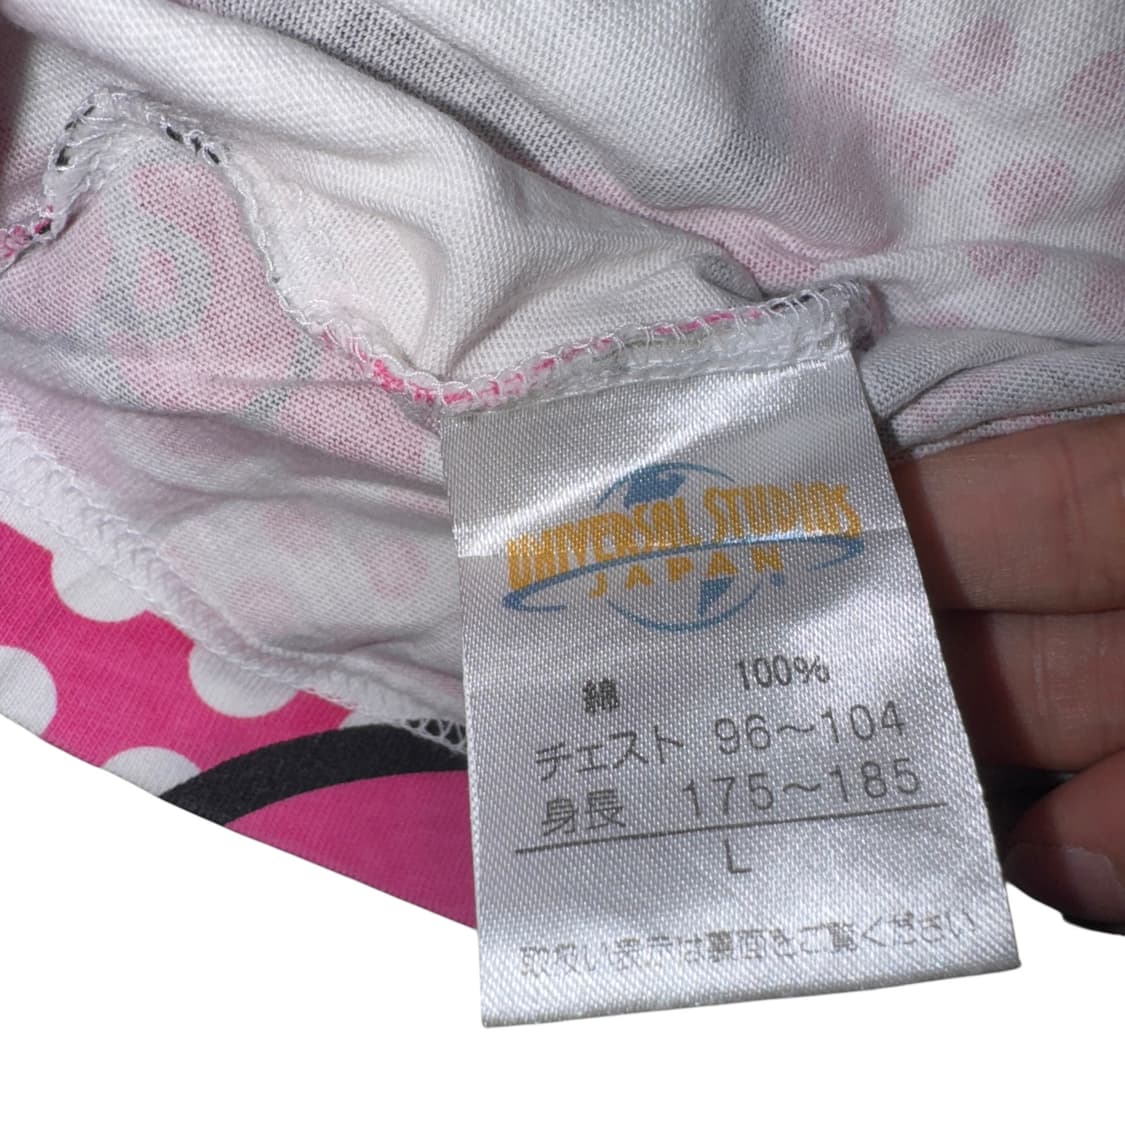 UNIVERSAL STUDIOS
JAPAN
綿 100%
チェスト 96～104
身長 175～185
L
取扱い表示は裏面をご覧ください